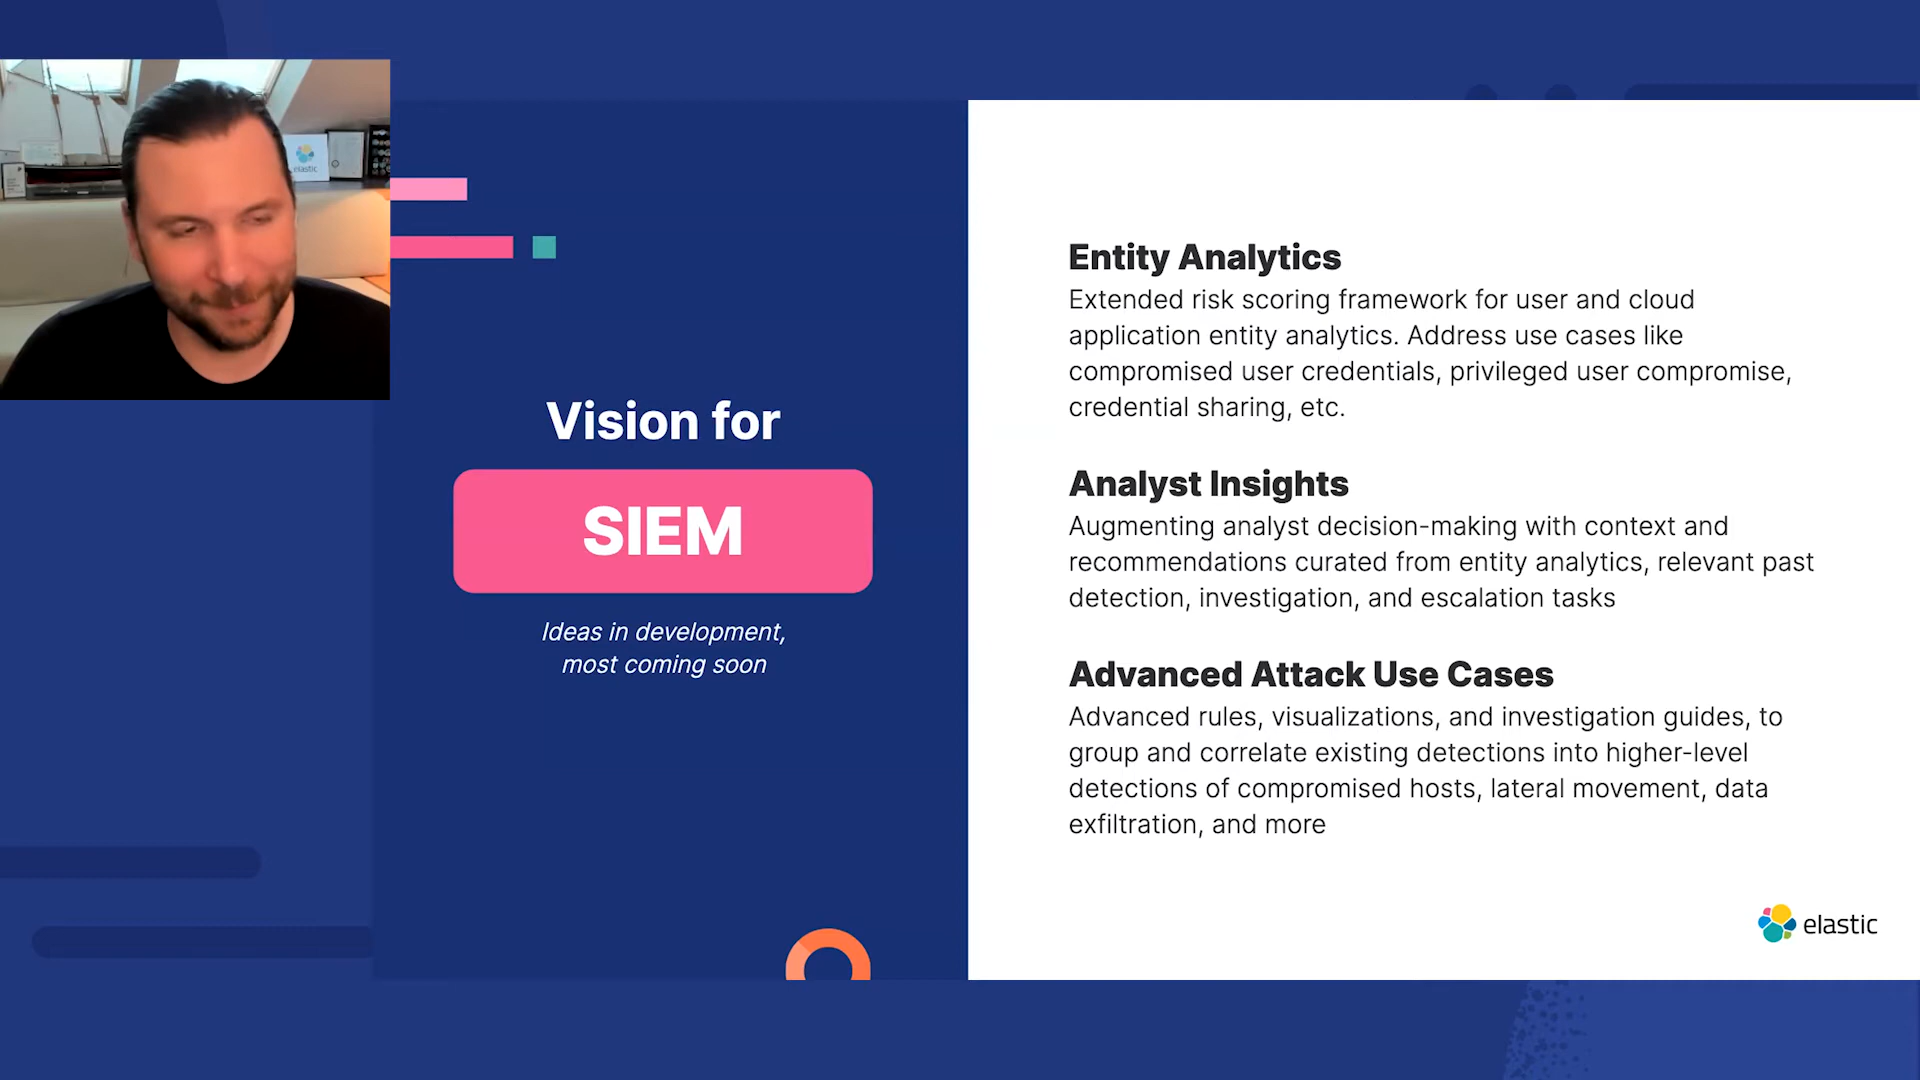 elastic
Vision for
SIEM
Ideas in development,
most coming soon
Entity Analytics
Extended risk scoring framework for user and cloud
application entity analytics. Address use cases like
compromised user credentials, privileged user compromise,
credential sharing, etc.
Analyst Insights
Augmenting analyst decision-making with context and
recommendations curated from entity analytics, relevant past
detection, investigation, and escalation tasks
Advanced Attack Use Cases
Advanced rules, visualizations, and investigation guides, to
group and correlate existing detections into higher-level
detections of compromised hosts, lateral movement, data
exfiltration, and more
elastic